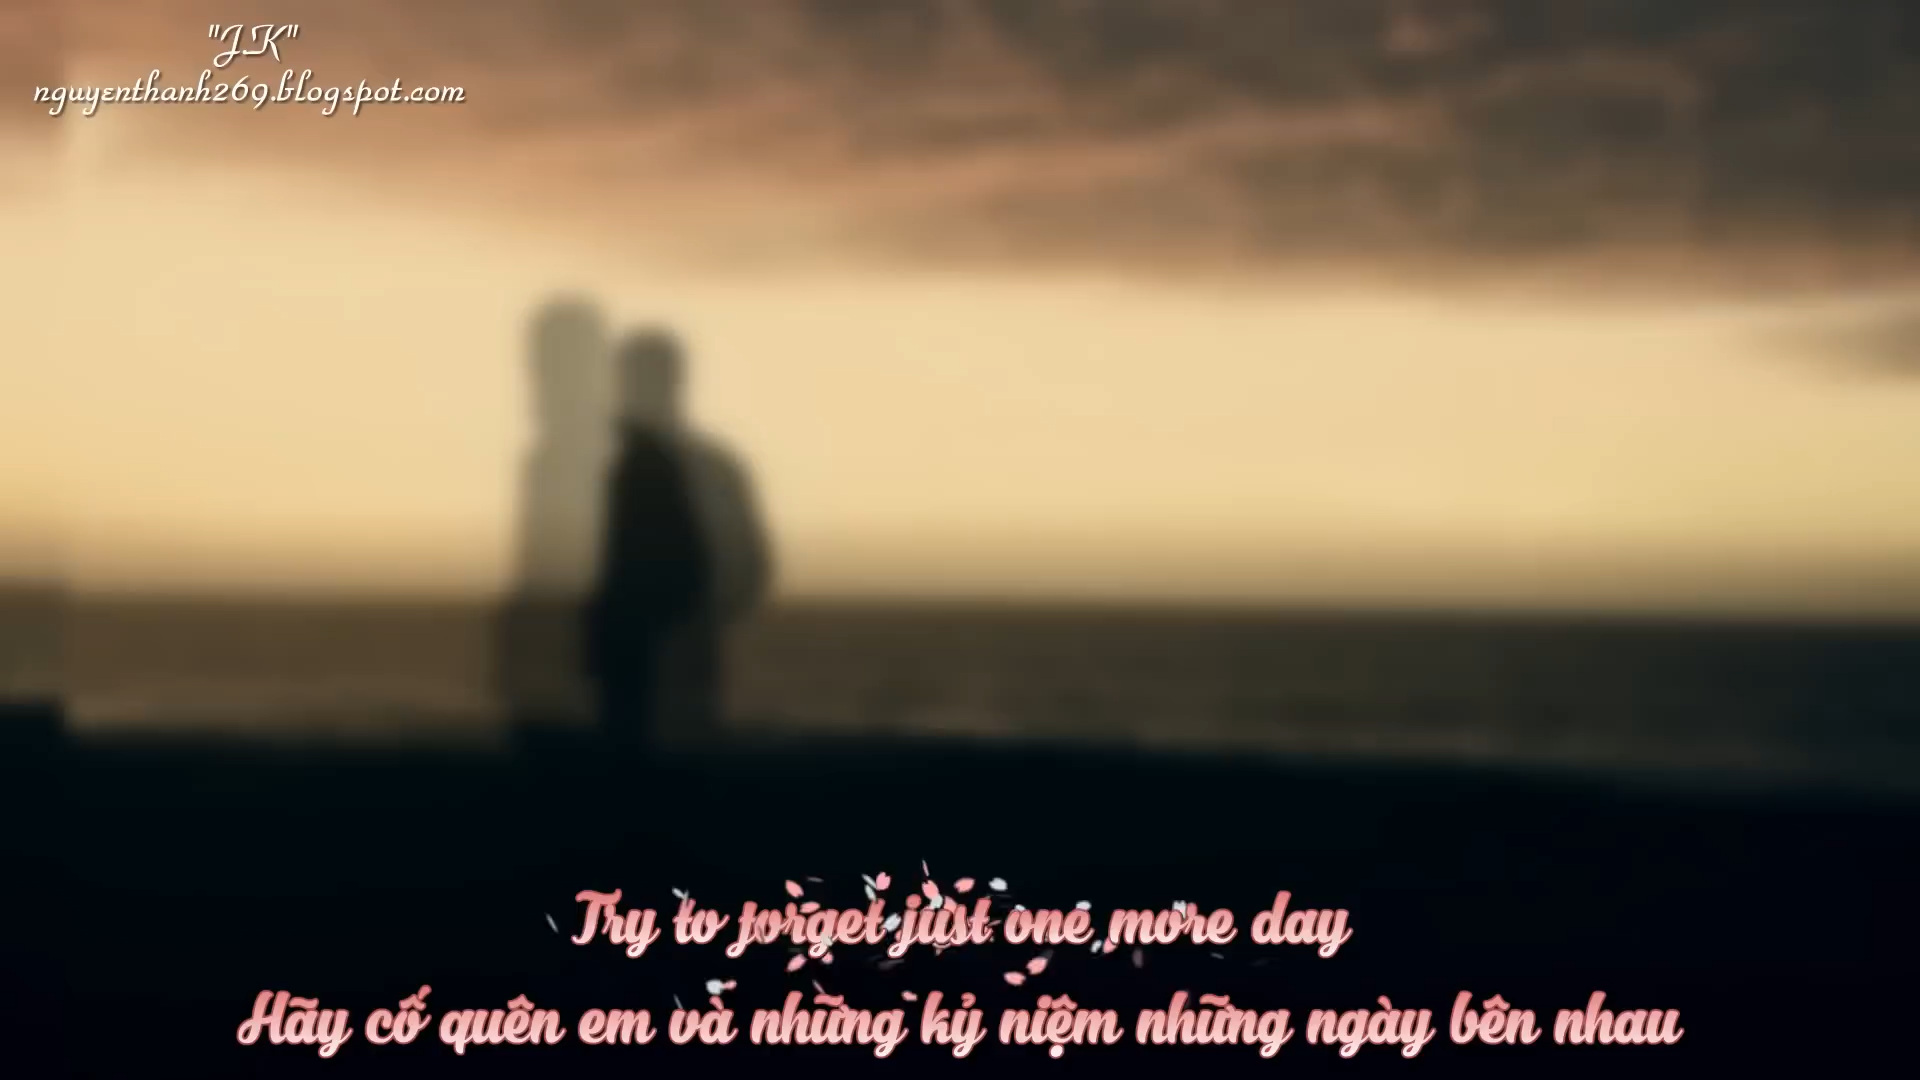 "J.K"
nguyenthanh269.blogspot.com
Try to forget just one more day
Hãy cố quên em và những kỷ niệm những ngày bên nhau